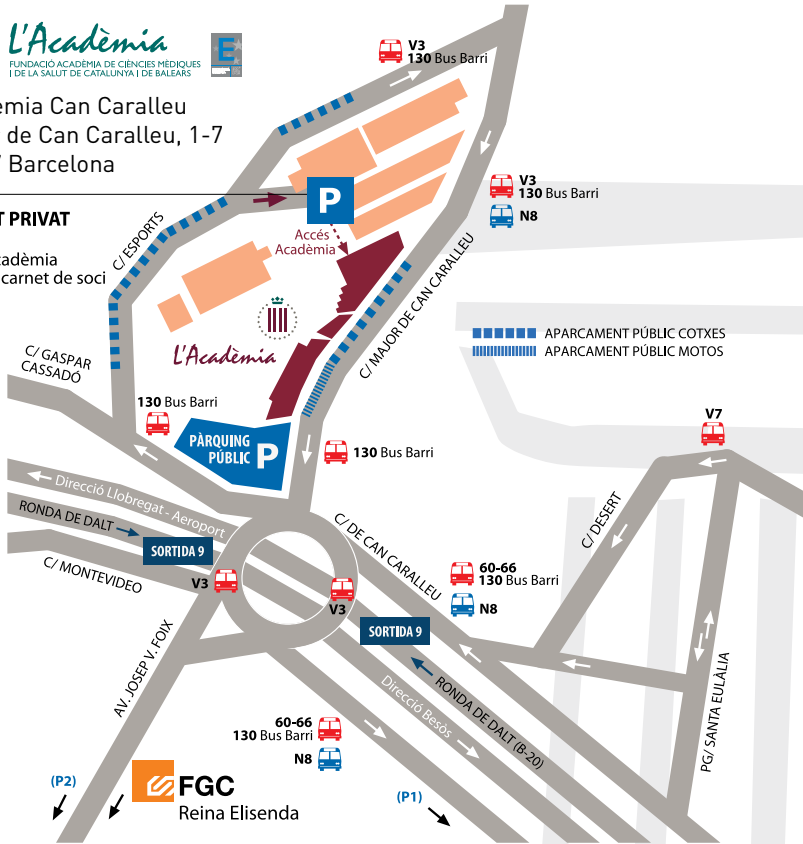 L'Acadèmia
FUNDACIÓ ACADÈMIA DE CIÈNCIES MÈDIQUES
I DE LA SALUT DE CATALUNYA I DE BALEARS
E
V3
130 Bus Barri
èmia Can Caralleu
de Can Caralleu, 1-7
Barcelona
V3
130 Bus Barri
N8
P
T PRIVAT
cadèmia
carnet de soci
C/ ESPORTS
Accés
Acadèmia
C/ MAJOR DE CAN CARALLEU
L'Acadèmia
APARCAMENT PÚBLIC COTXES
APARCAMENT PÚBLIC MOTOS
C/ GASPAR
CASSADÓ
130 Bus Barri
V7
PÀRQUING
PÚBLIC P
130 Bus Barri
Direcció Llobregat - Aeroport
RONDA DE DALT
SORTIDA 9
C/ MONTEVIDEO
V3
V3
C/ DE CAN CARALLEU
C/ DESERT
60-66
130 Bus Barri
N8
SORTIDA 9
AV. JOSEP V. FOIX
Direcció Besòs
RONDA DE DALT (B-20)
PG/ SANTA EULÀLIA
60-66
130 Bus Barri
N8
(P2)
FGC
Reina Elisenda
(P1)